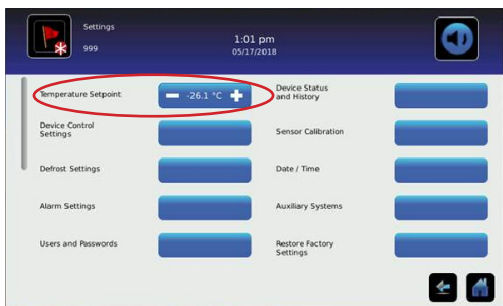 Settings
999
1:01 pm
05/17/2018
Temperature Setpoint
-26.1 °C
Device Status
and History
Device Control
Settings
Sensor Calibration
Defrost Settings
Date / Time
Alarm Settings
Auxiliary Systems
Users and Passwords
Restore Factory
Settings